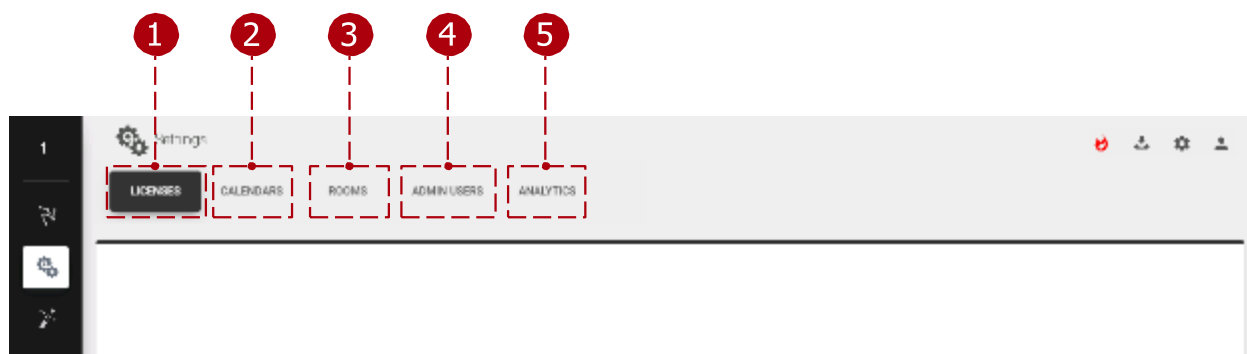 1 2 3 4 5
1
Settings
LICENSES CALENDARS ROOMS ADMIN USERS ANALYTICS